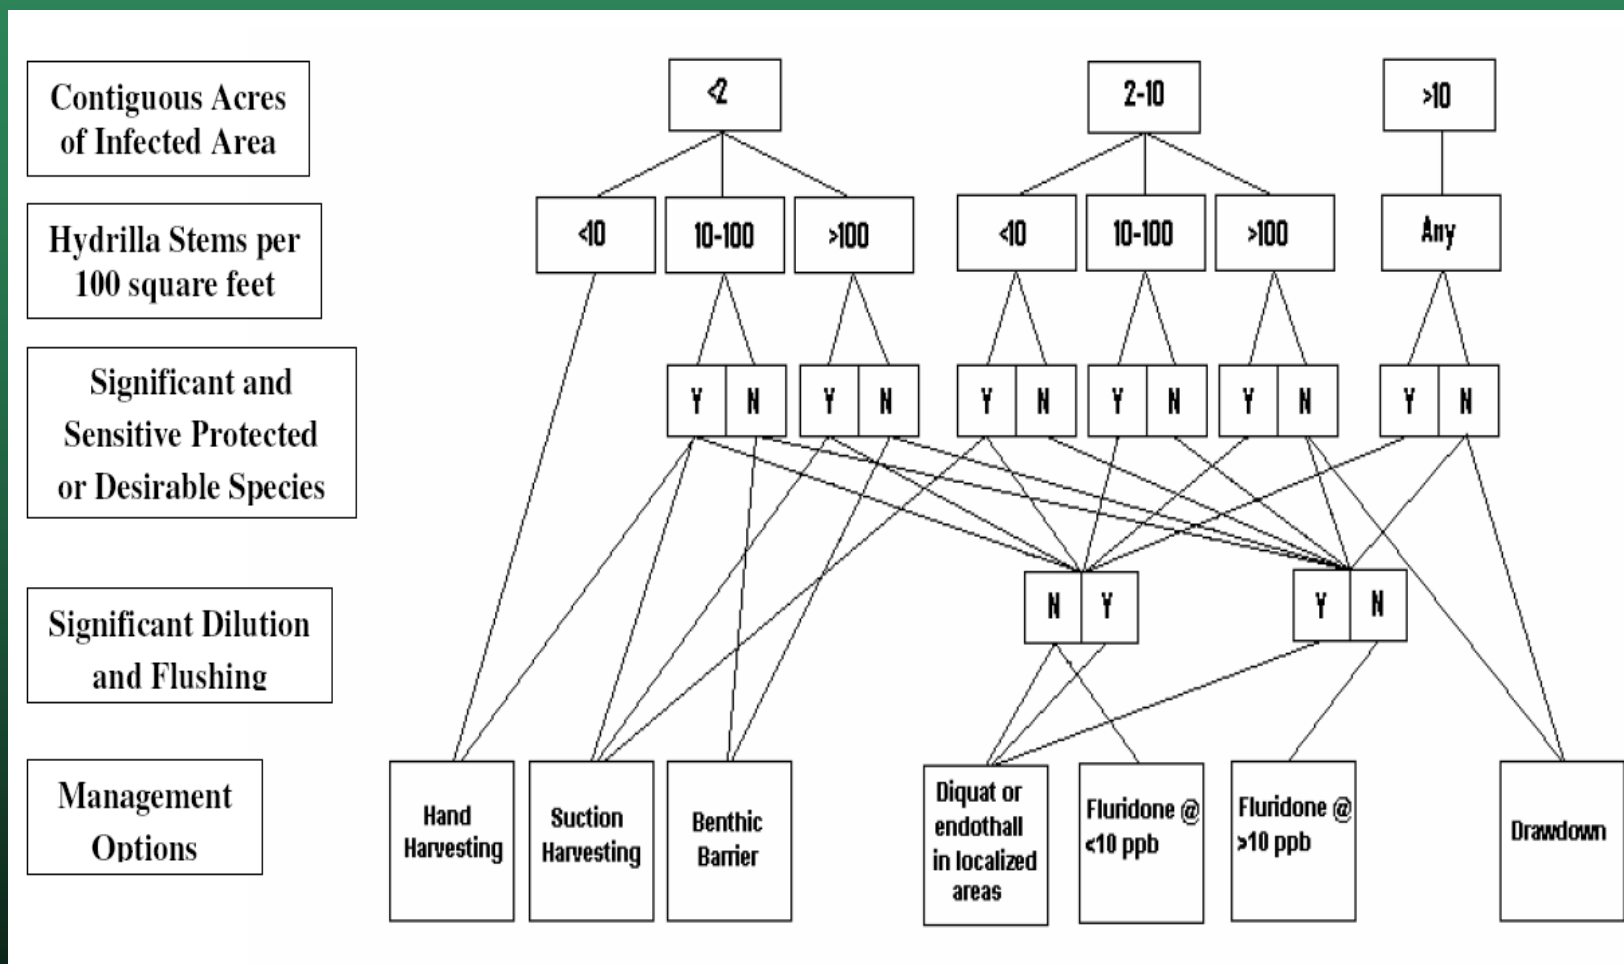 Contiguous Acres
of Infected Area
<2
2-10
>10
Hydrilla Stems per
100 square feet
<10
10-100
>100
<10
10-100
>100
Any
Significant and
Sensitive Protected
or Desirable Species
Y N
Y N
Y N
Y N
Y N
Y N
Significant Dilution
and Flushing
N Y
Y N
Management
Options
Hand
Harvesting
Suction
Harvesting
Benthic
Barrier
Diquat or
endothall
in localized
areas
Fluridone @
<10 ppb
Fluridone @
>10 ppb
Drawdown